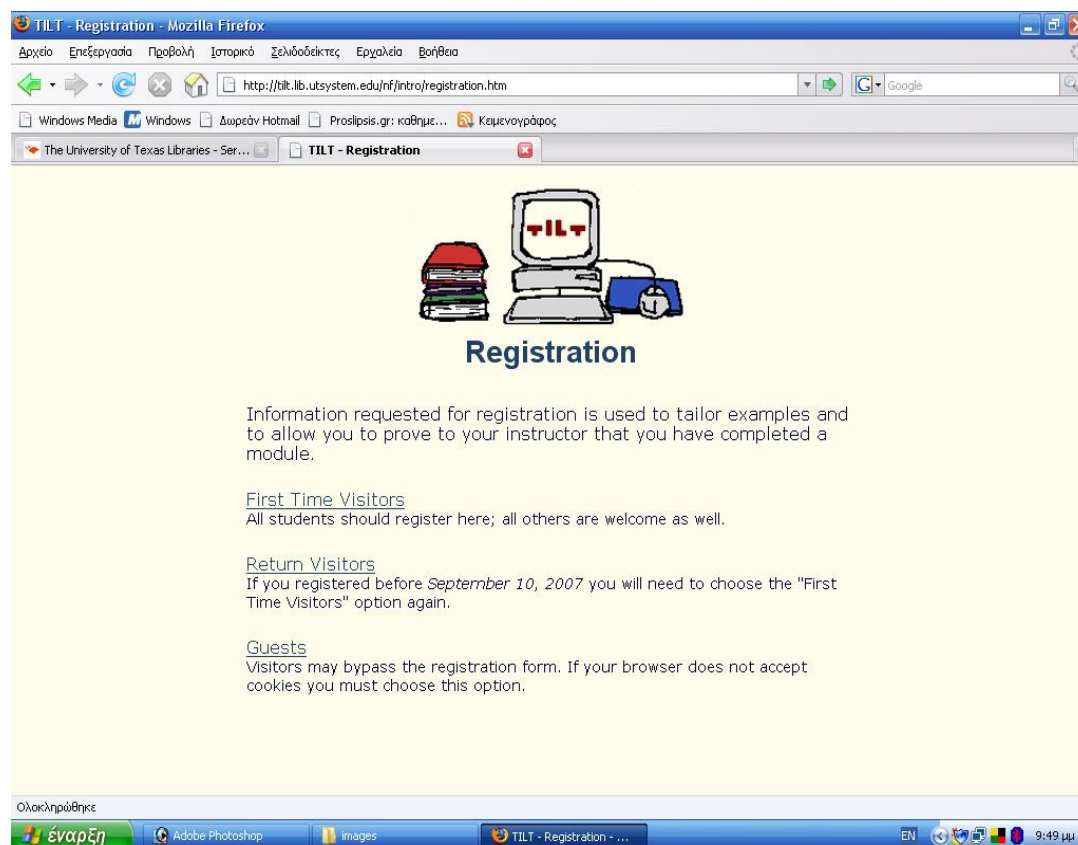 TILT - Registration - Mozilla Firefox
Αρχείο Επεξεργασία Προβολή Ιστορικό Σελιδοδείκτες Εργαλεία Βοήθεια
http://tilt.lib.utsystem.edu/nf/intro/registration.htm
G Google
Windows Media Windows Δωρεάν Hotmail Proslipsis.gr: καθημε... Κειμενογράφος
The University of Texas Libraries - Ser... TILT - Registration
TILT
Registration
Information requested for registration is used to tailor examples and
to allow you to prove to your instructor that you have completed a
module.
First Time Visitors
All students should register here; all others are welcome as well.
Return Visitors
If you registered before September 10, 2007 you will need to choose the "First
Time Visitors" option again.
Guests
Visitors may bypass the registration form. If your browser does not accept
cookies you must choose this option.
Ολοκληρώθηκε
έναρξη Adobe Photoshop images TILT - Registration - ... EN 9:49 μμ